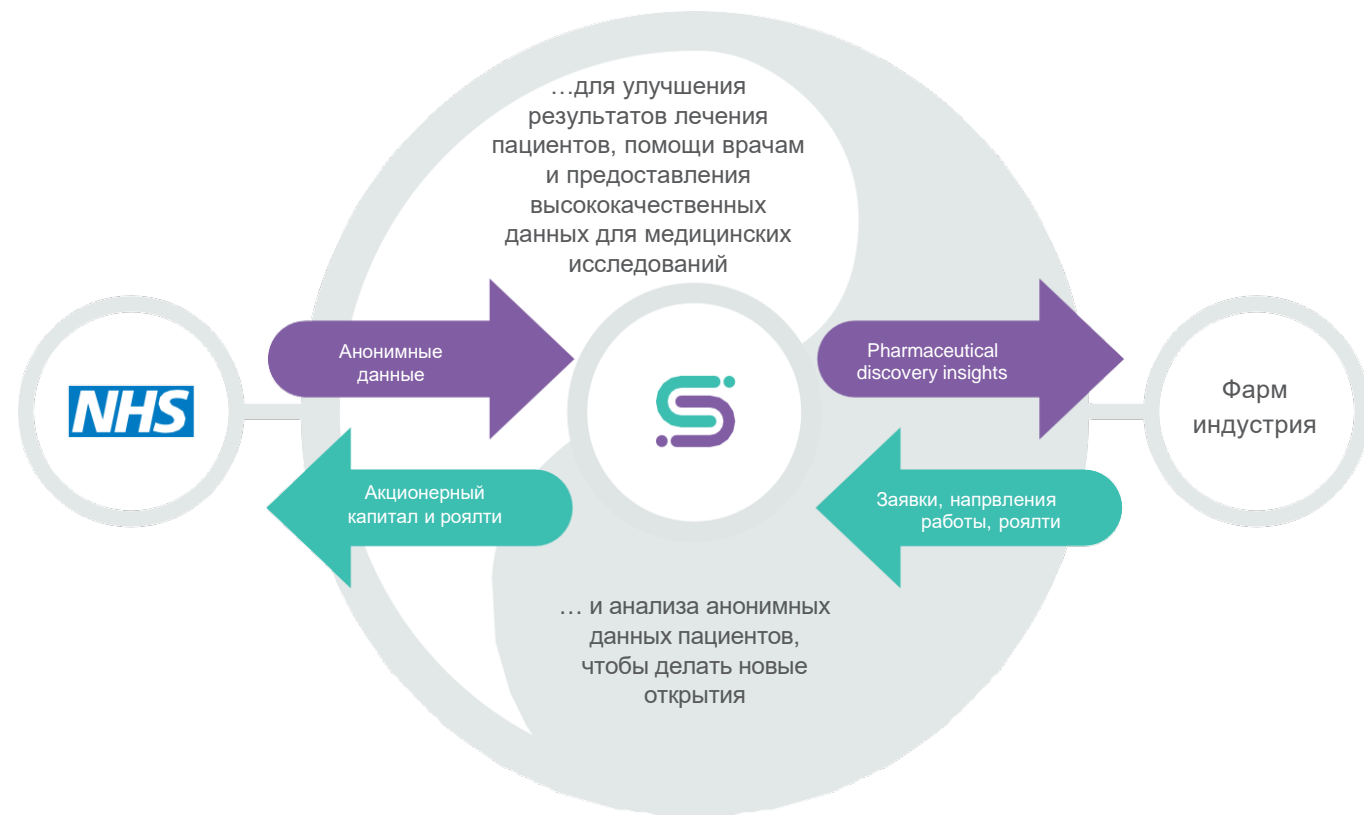 …для улучшения
результатов лечения
пациентов, помощи врачам
и предоставления
высококачественных
данных для медицинских
исследований
NHS
Анонимные
данные
Pharmaceutical
discovery insights
Фарм
индустрия
Акционерный
капитал и роялти
Заявки, напрвления
работы, роялти
… и анализа анонимных
данных пациентов,
чтобы делать новые
открытия